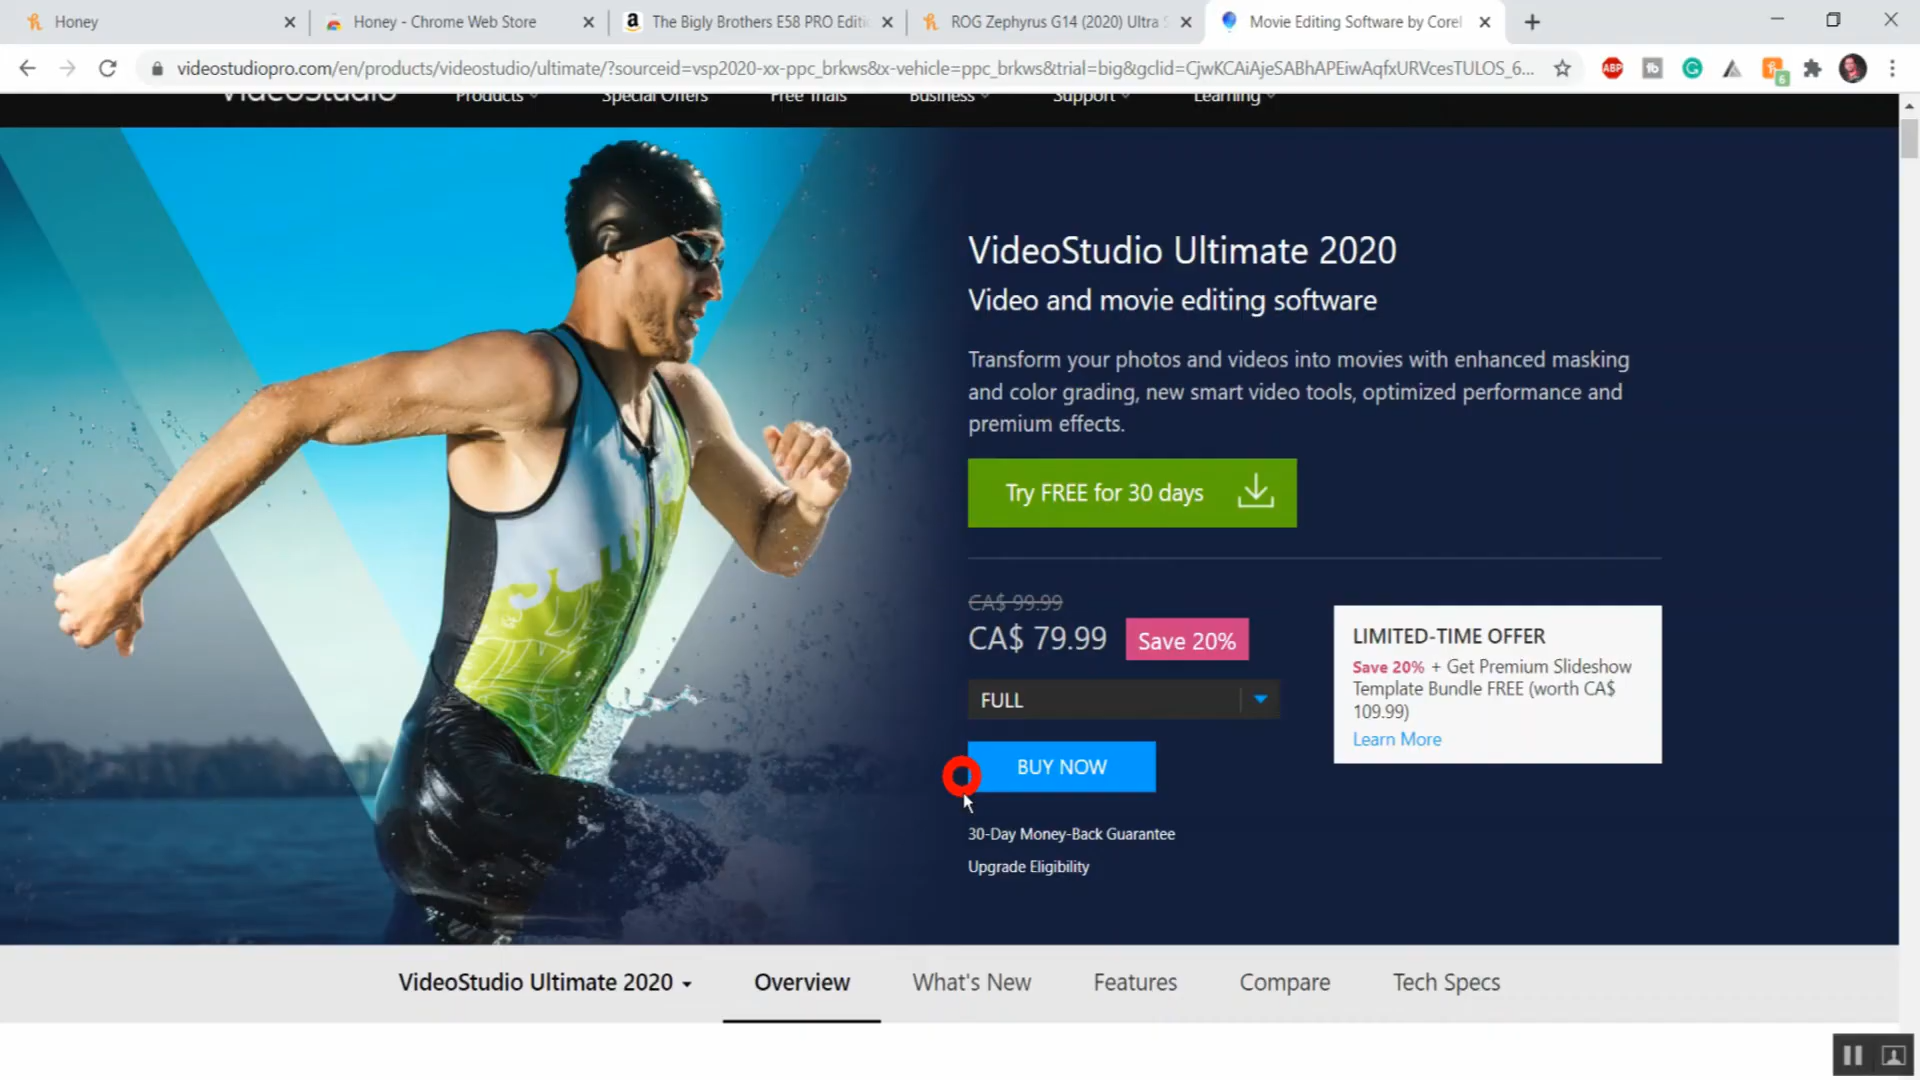 Honey
Honey - Chrome Web Store
The Bigly Brothers E58 PRO Editi
ROG Zephyrus G14 (2020) Ultra S
Movie Editing Software by Corel
videostudiopro.com/en/products/videostudio/ultimate/?sourceid=vsp2020-xx-ppc_brkws&x-vehicle=ppc_brkws&trial=big&gclid=CjwKCAiAjeSABhAPEiwAqfxURVcesTULOS_6...
ABP
6
VideoStudio Products Special Offers Free Trials Business Support Learning
VideoStudio Ultimate 2020
Video and movie editing software
Transform your photos and videos into movies with enhanced masking
and color grading, new smart video tools, optimized performance and
premium effects.
Try FREE for 30 days
CA$ 99.99
CA$ 79.99 Save 20%
FULL
BUY NOW
30-Day Money-Back Guarantee
Upgrade Eligibility
LIMITED-TIME OFFER
Save 20% + Get Premium Slideshow
Template Bundle FREE (worth CA$
109.99)
Learn More
VideoStudio Ultimate 2020 Overview What's New Features Compare Tech Specs